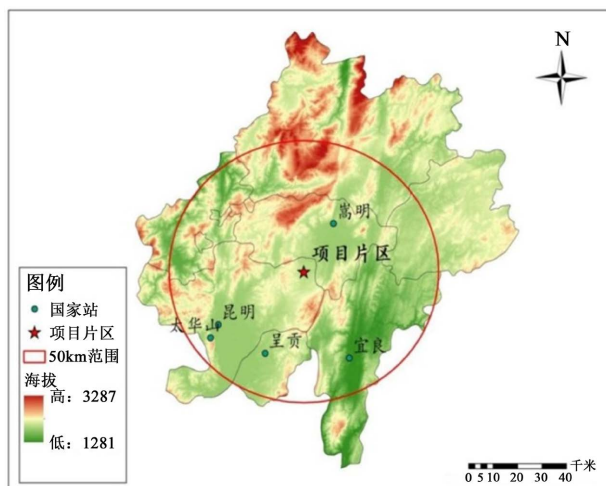 N
嵩明
项目片区
昆明
太华山
呈贡
宜良
图例
国家站
项目片区
50km范围
海拔
高：3287
低：1281
千米
0 5 10 20 30 40